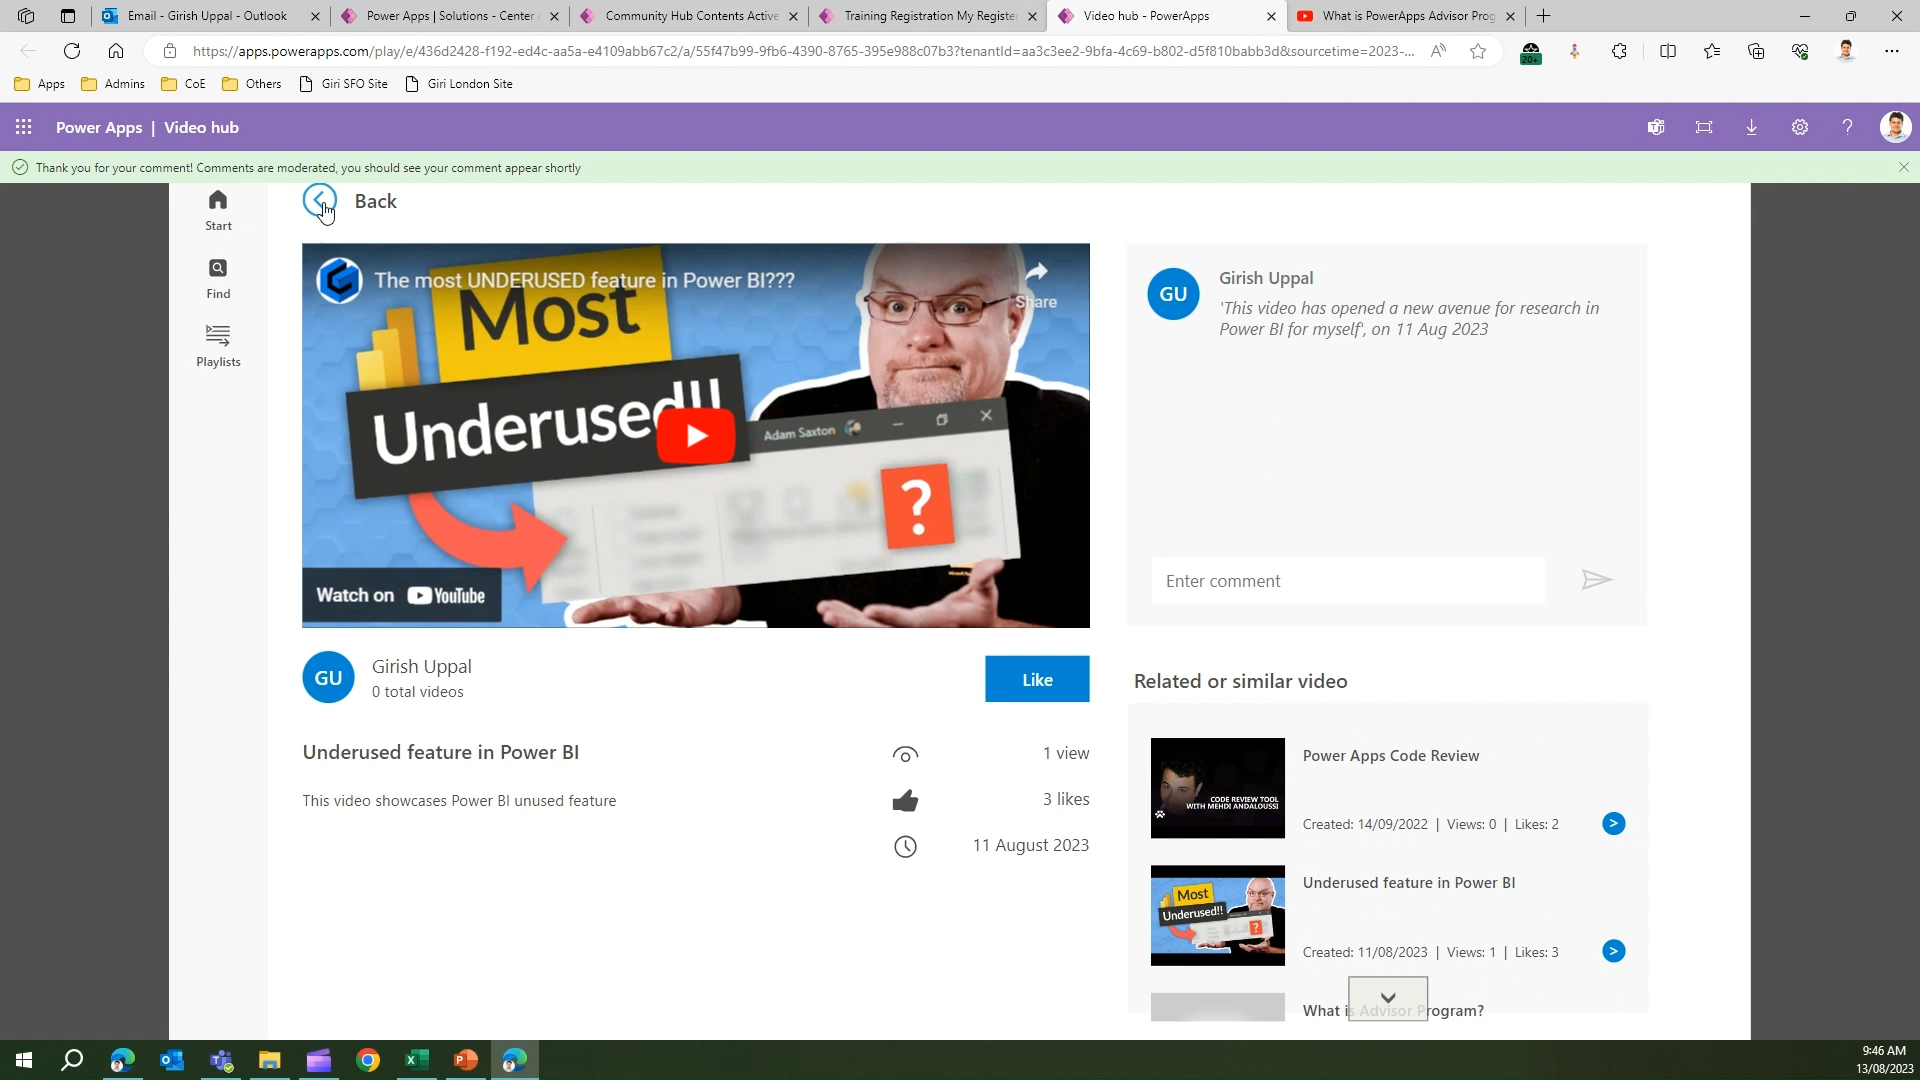 Email - Girish Uppal - Outlook
Power Apps | Solutions - Center
Community Hub Contents Active
Training Registration My Register
Video hub - PowerApps
What is PowerApps Advisor Prog
https://apps.powerapps.com/play/e/436d2428-f192-ed4c-aa5a-e4109abb67c2/a/55f47b99-9fb6-4390-8765-395e988c07b3?tenantId=aa3c3ee2-9bfa-4c69-b802-d5f810babb3d&sourcetime=2023-...
20+
Apps
Admins
CoE
Others
Giri SFO Site
Giri London Site
Power Apps | Video hub
Thank you for your comment! Comments are moderated, you should see your comment appear shortly
Start
Find
Playlists
Back
The most UNDERUSED feature in Power BI???
Share
Most
Underused!!
Adam Saxton
?
Watch on YouTube
GU
Girish Uppal
'This video has opened a new avenue for research in
Power BI for myself', on 11 Aug 2023
Enter comment
GU
Girish Uppal
0 total videos
Like
Underused feature in Power BI
1 view
This video showcases Power BI unused feature
3 likes
11 August 2023
Related or similar video
CODE REVIEW TOOL
WITH MEHDI ANDALOUSSI
Power Apps Code Review
Created: 14/09/2022 | Views: 0 | Likes: 2
>
Most
Underused!!
?
Underused feature in Power BI
Created: 11/08/2023 | Views: 1 | Likes: 3
>
What is Advisor Program?
9:46 AM
13/08/2023